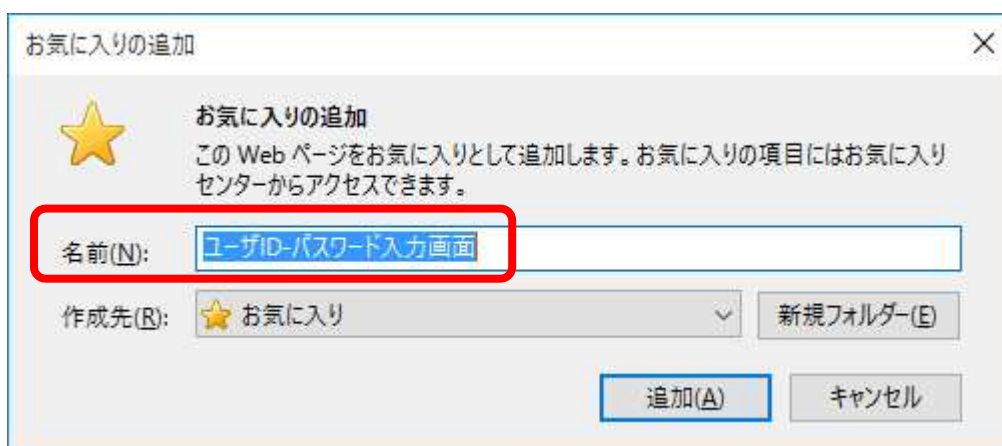 お気に入りの追加
お気に入りの追加
この Web ページをお気に入りとして追加します。お気に入りの項目にはお気に入り
センターからアクセスできます。
名前(N): ユーザID-パスワード入力画面
作成先(R): お気に入り 新規フォルダー(E)
追加(A) キャンセル